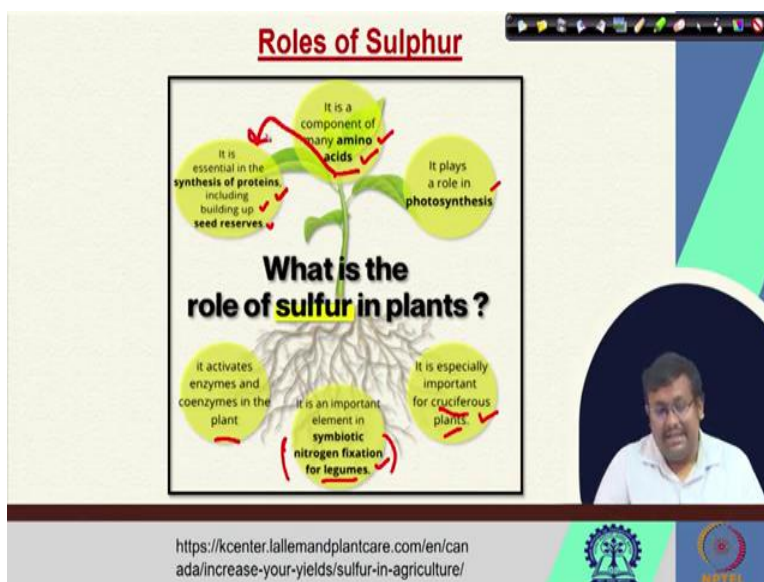 Roles of Sulphur
It is a
component of
many amino
acids
It is
essential in the
synthesis of proteins,
including
building up
seed reserves
It plays
a role in
photosynthesis
What is the
role of sulfur in plants ?
it activates
enzymes and
coenzymes in the
plant
It is an important
element in
symbiotic
nitrogen fixation
for legumes.
It is especially
important
for cruciferous
plants.
https://kcenter.lallemandplantcare.com/en/can
ada/increase-your-yields/sulfur-in-agriculture/
NPTEL